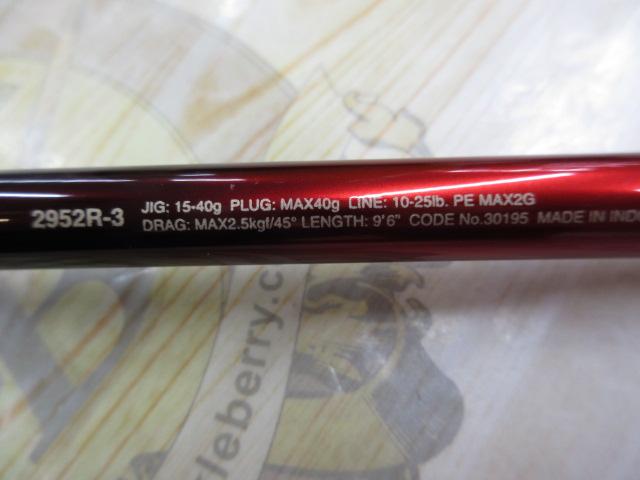 2952R-3
JIG: 15-40g PLUG: MAX40g LINE: 10-25lb. PE MAX2G
DRAG: MAX2.5kgf/45° LENGTH: 9'6" CODE No.30195 MADE IN